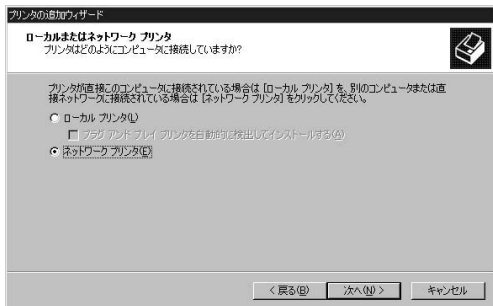 プリンタの追加ウィザード
ローカルまたはネットワーク プリンタ
プリンタはどのようにコンピュータに接続していますか?
プリンタが直接このコンピュータに接続されている場合は [ローカル プリンタ] を、別のコンピュータまたは直
接ネットワークに接続されている場合は [ネットワーク プリンタ] をクリックしてください。
ローカル プリンタ(L)
プラグ アンド プレイ プリンタを自動的に検出してインストールする(A)
ネットワーク プリンタ(E)
< 戻る(B)
次へ(N) >
キャンセル